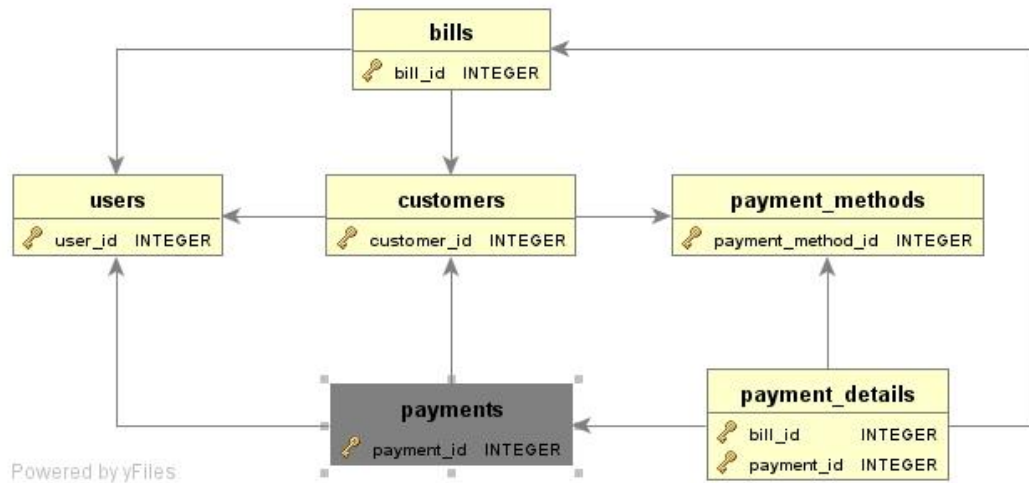 bills
bill_id INTEGER
users
user_id INTEGER
customers
customer_id INTEGER
payment_methods
payment_method_id INTEGER
payments
payment_id INTEGER
payment_details
bill_id INTEGER
payment_id INTEGER
Powered by yFiles